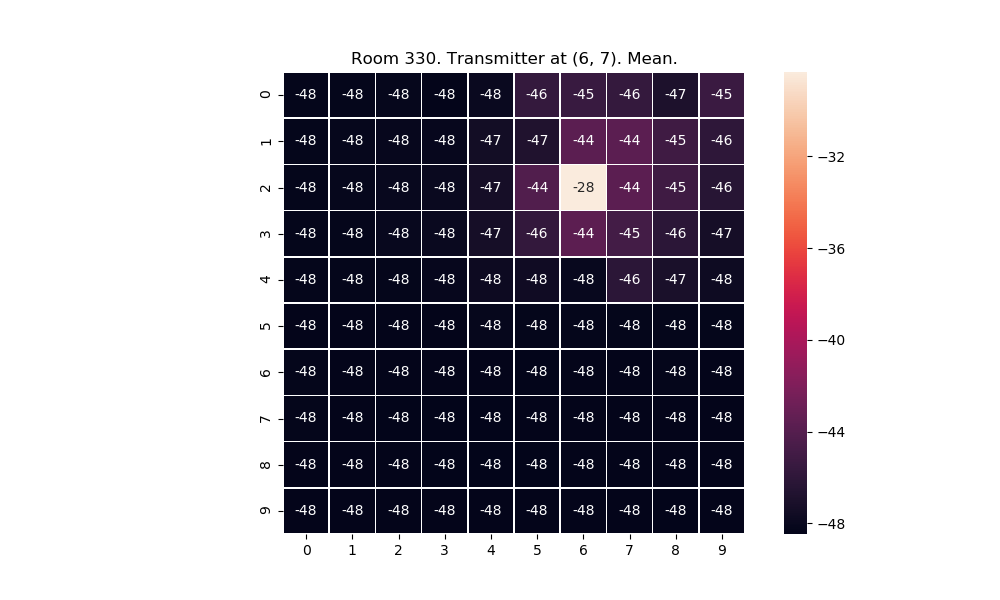 Room 330. Transmitter at (6, 7). Mean.
0 -48 -48 -48 -48 -48 -46 -45 -46 -47 -45
1 -48 -48 -48 -48 -47 -47 -44 -44 -45 -46
−32
2 -48 -48 -48 -48 -47 -44 -28 -44 -45 -46
3 -48 -48 -48 -48 -47 -46 -44 -45 -46 -47
−36
4 -48 -48 -48 -48 -48 -48 -48 -46 -47 -48
5 -48 -48 -48 -48 -48 -48 -48 -48 -48 -48
−40
6 -48 -48 -48 -48 -48 -48 -48 -48 -48 -48
7 -48 -48 -48 -48 -48 -48 -48 -48 -48 -48
−44
8 -48 -48 -48 -48 -48 -48 -48 -48 -48 -48
9 -48 -48 -48 -48 -48 -48 -48 -48 -48 -48
−48
0 1 2 3 4 5 6 7 8 9